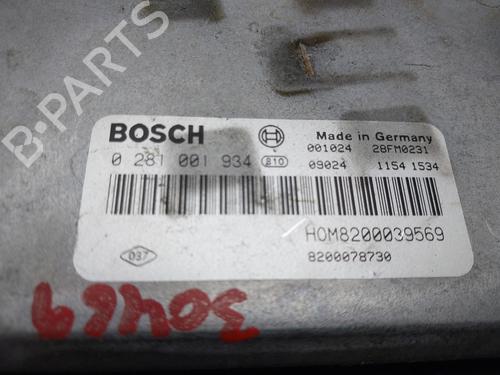 B-PARTS
BOSCH
Made in Germany
001024 28FM0231
0 281 001 934 810
09024 1154 1534
HOM8200039569
037
8200078730
30469